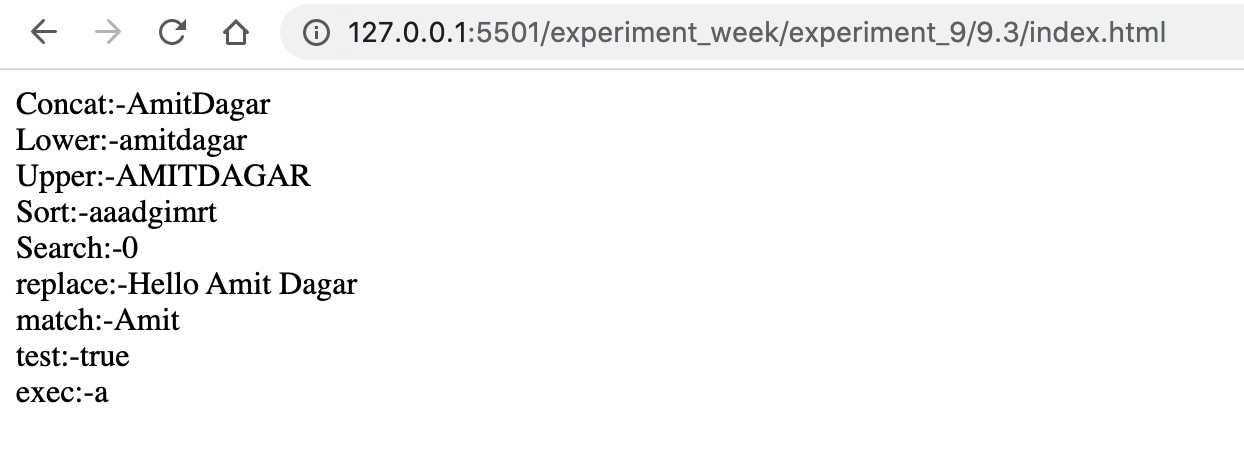 127.0.0.1:5501/experiment_week/experiment_9/9.3/index.html
Concat:-AmitDagar
Lower:-amitdagar
Upper:-AMITDAGAR
Sort:-aaadgimrt
Search:-0
replace:-Hello Amit Dagar
match:-Amit
test:-true
exec:-a